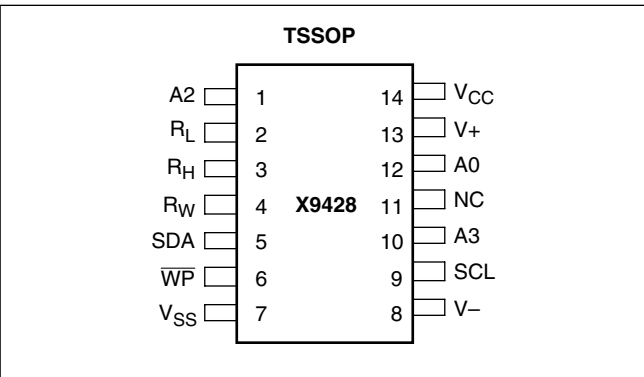 TSSOP
A2 1 14 VCC
RL 2 13 V+
RH 3 12 A0
RW 4 X9428 11 NC
SDA 5 10 A3
W̅P̅ 6 9 SCL
VSS 7 8 V–